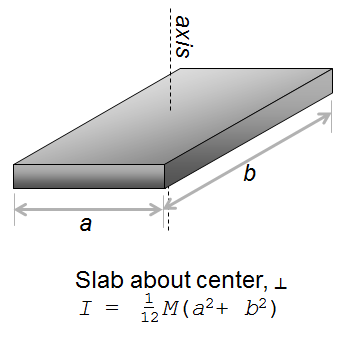 axis
b
a
Slab about center, ⊥
I = 1/12 M(a²+ b²)